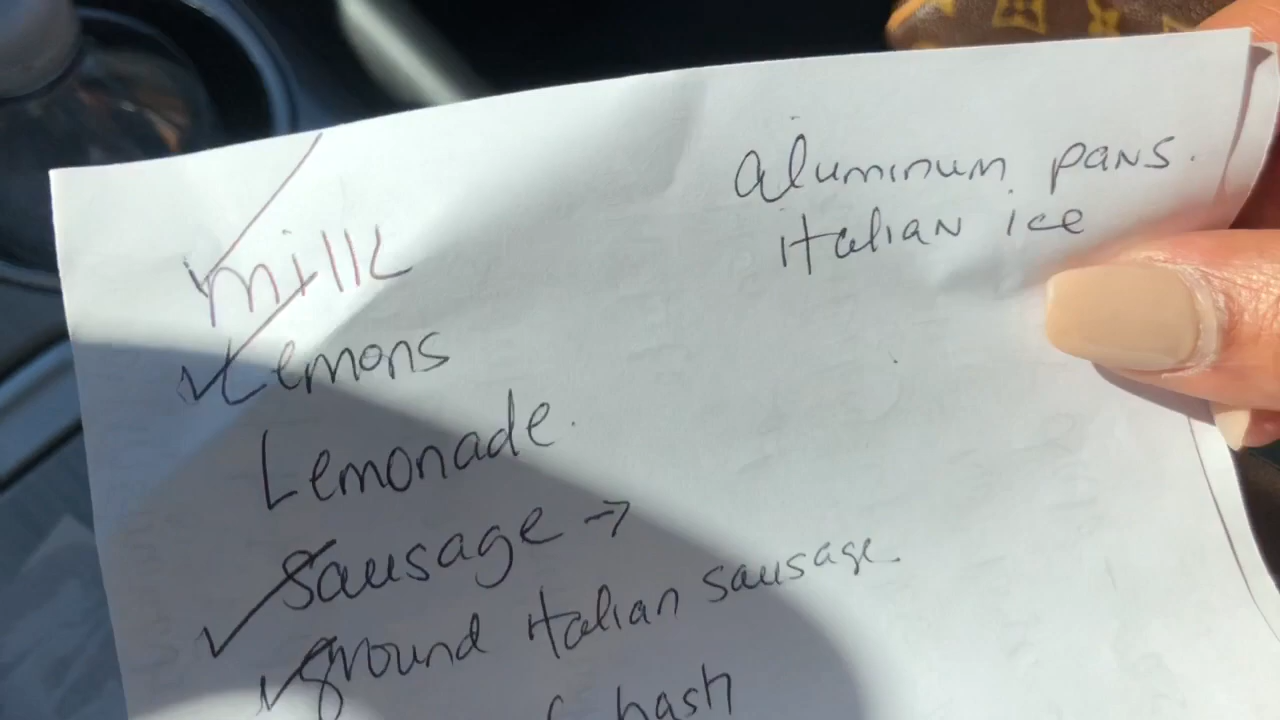 Milk
Lemons
Lemonade.
Sausage →
ground italian sausage.
hash
aluminum pans.
italian ice